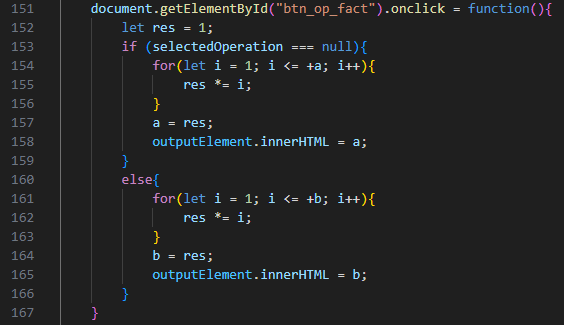 151 document.getElementById("btn_op_fact").onclick = function(){
152 let res = 1;
153 if (selectedOperation === null){
154 for(let i = 1; i <= +a; i++){
155 res *= i;
156 }
157 a = res;
158 outputElement.innerHTML = a;
159 }
160 else{
161 for(let i = 1; i <= +b; i++){
162 res *= i;
163 }
164 b = res;
165 outputElement.innerHTML = b;
166 }
167 }